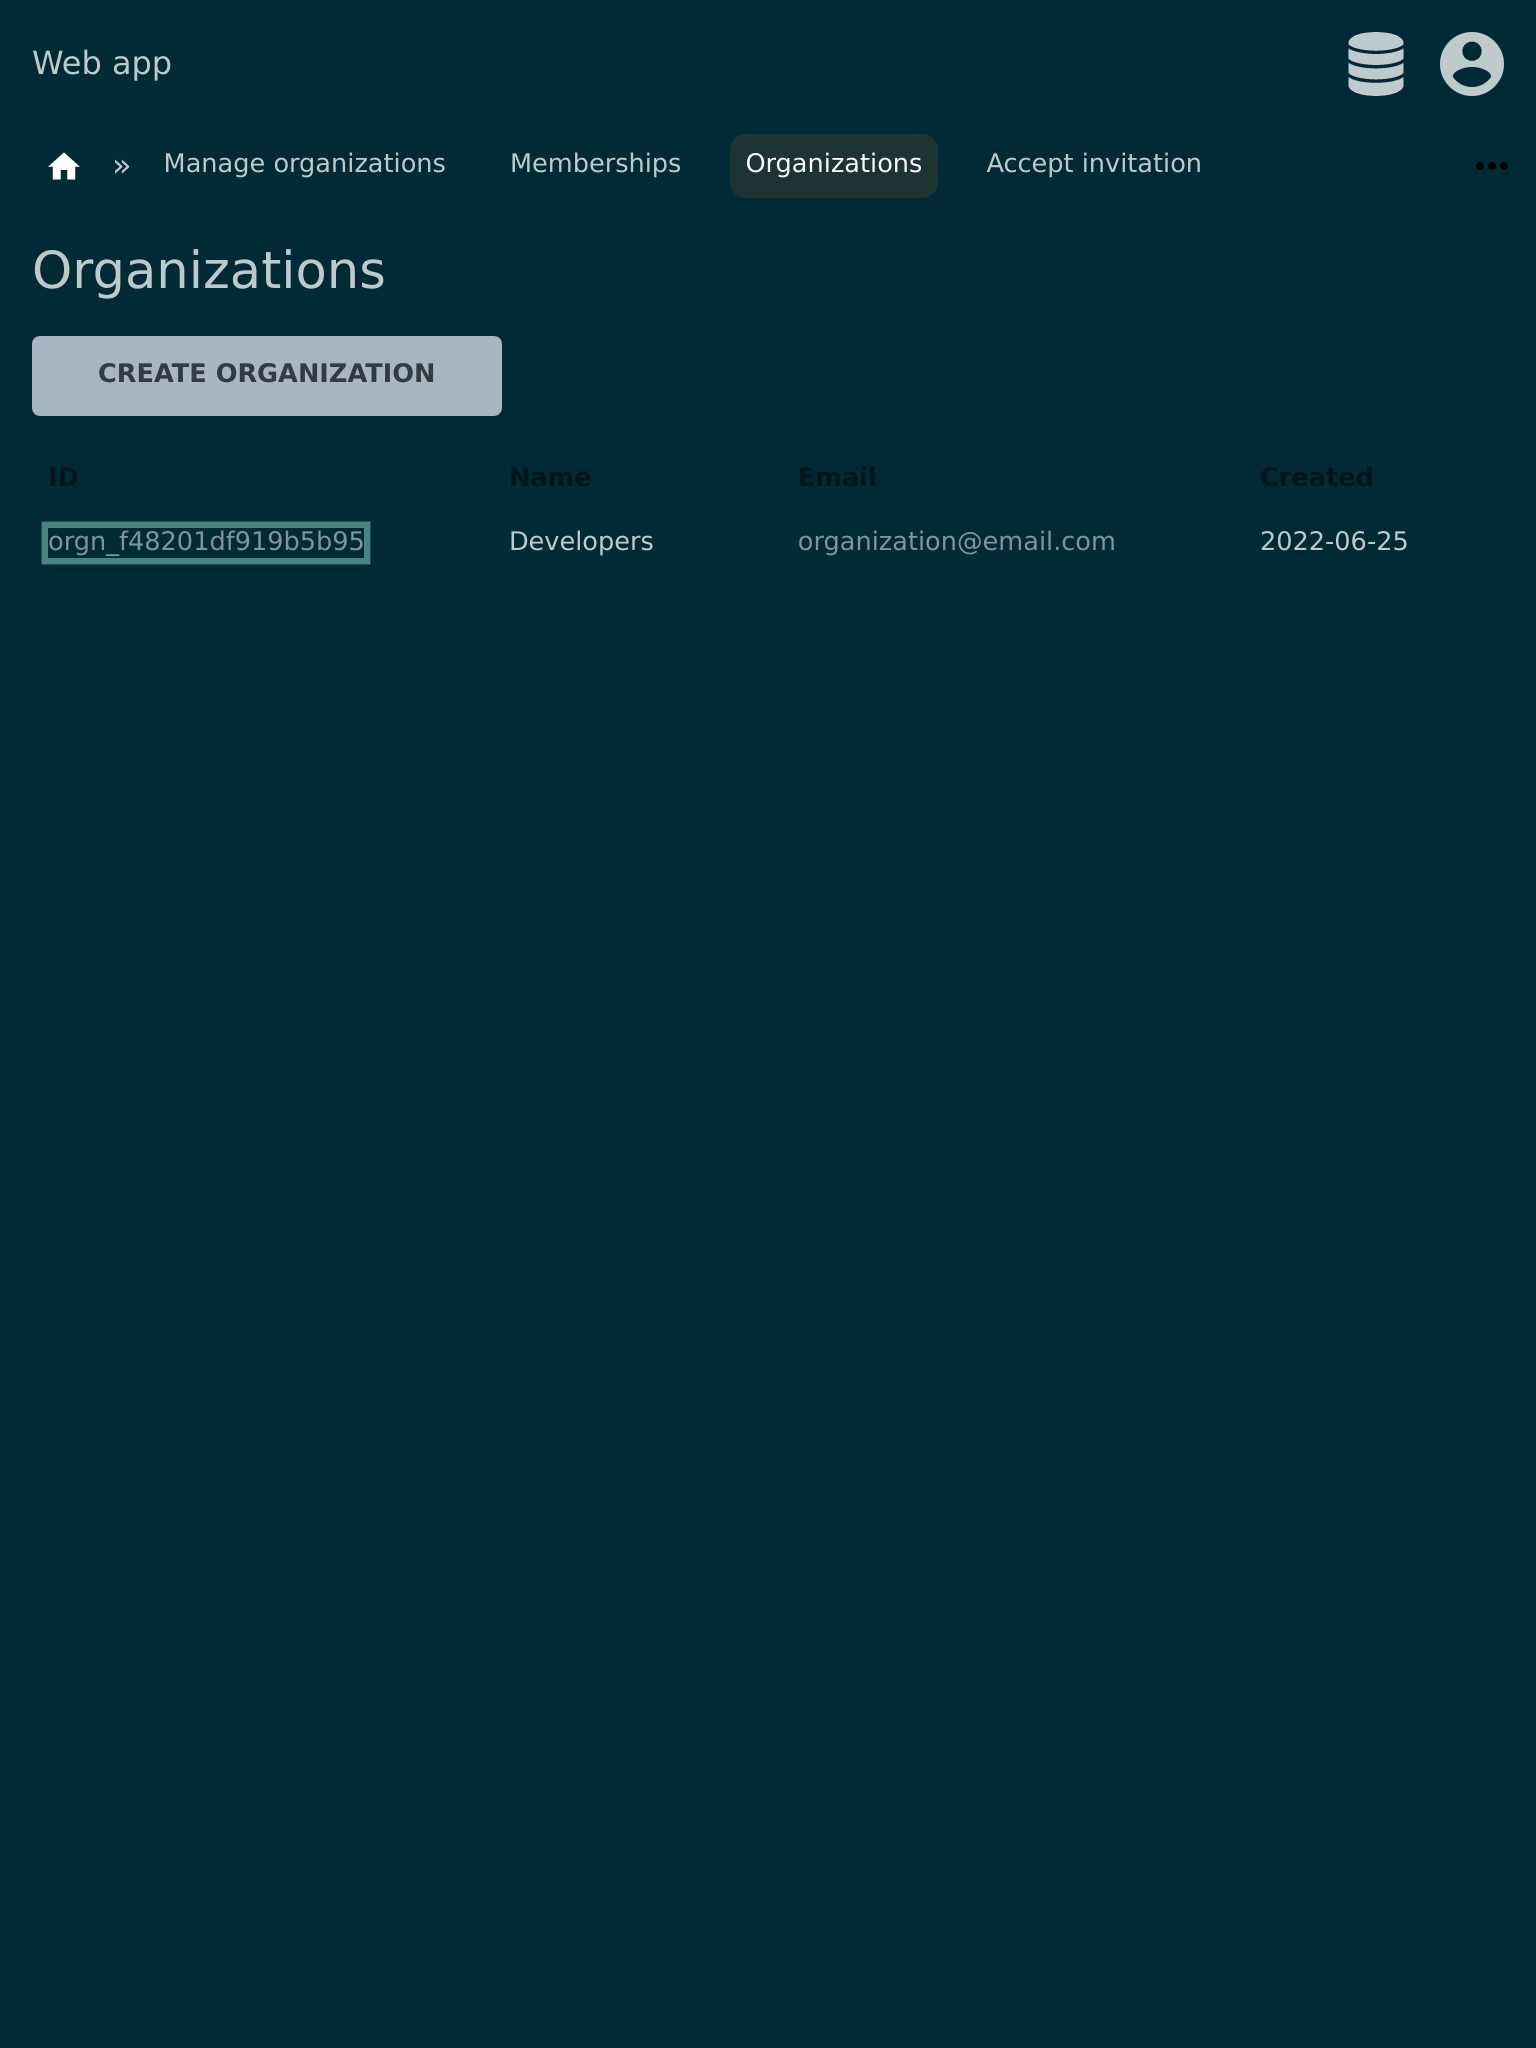 Web app
» Manage organizations Memberships Organizations Accept invitation
Organizations
CREATE ORGANIZATION
ID Name Email Created
orgn_f48201df919b5b95 Developers organization@email.com 2022-06-25